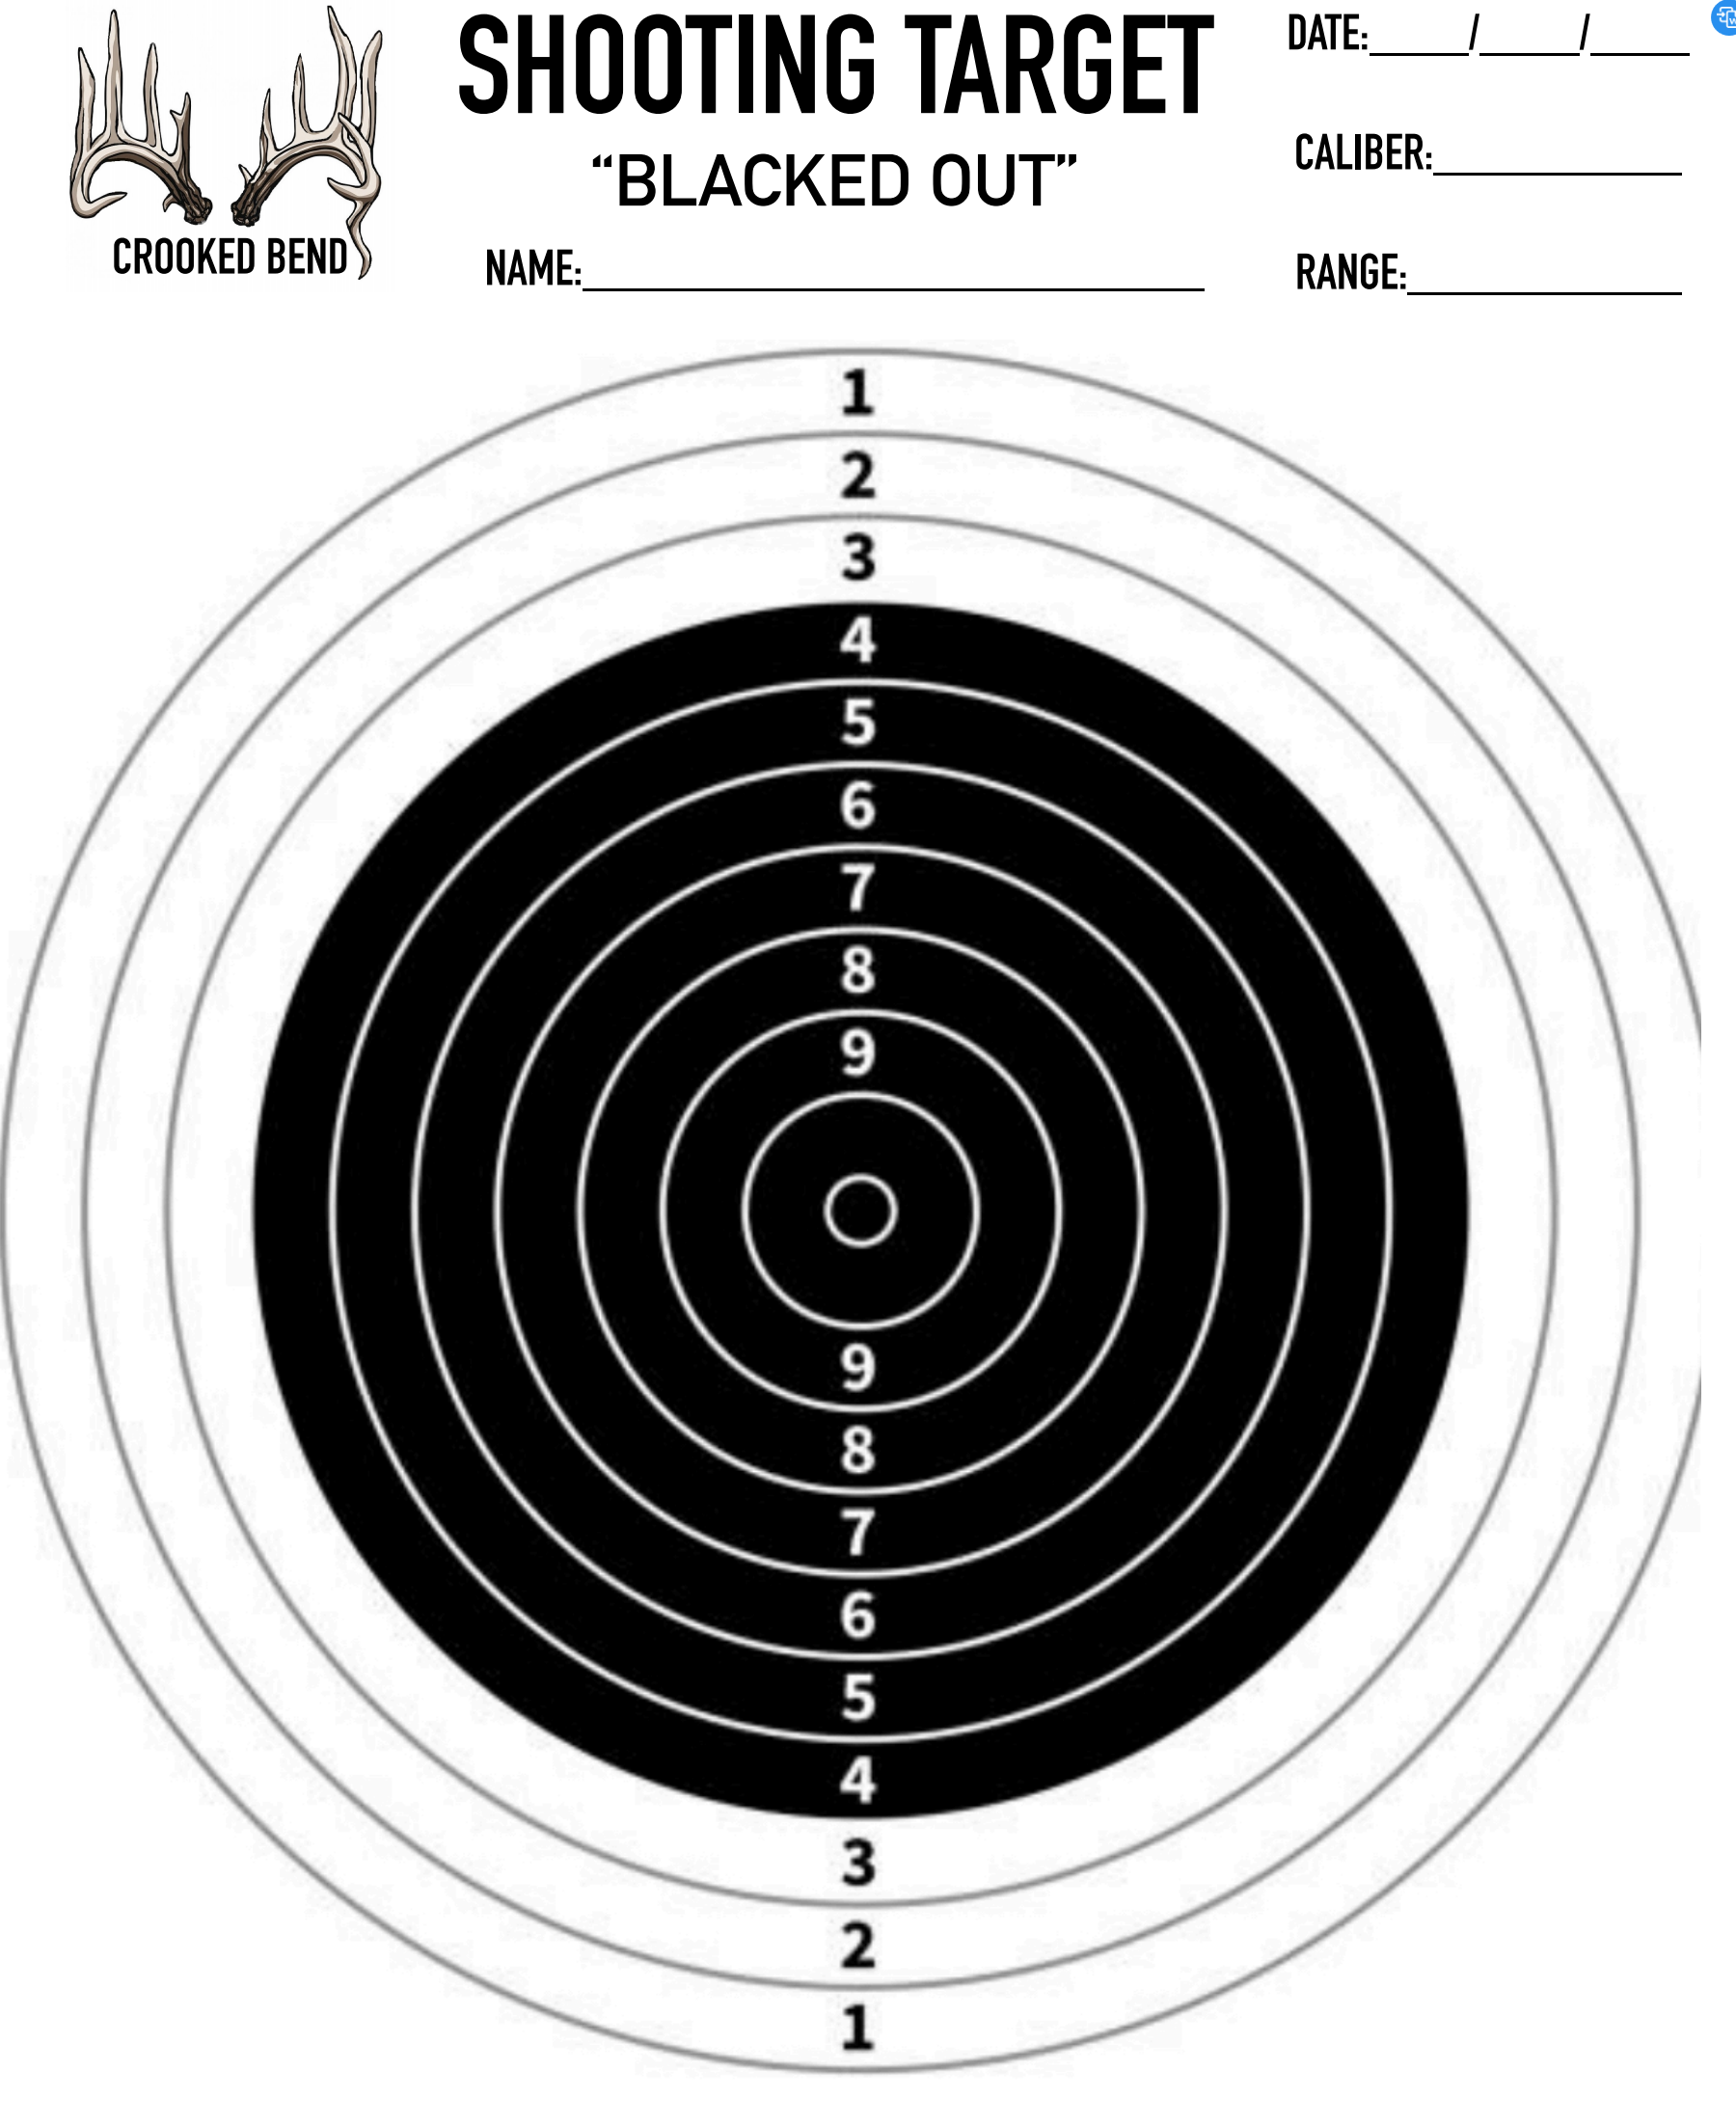 SHOOTING TARGET
“BLACKED OUT”
CROOKED BEND
NAME:
DATE: / /
CALIBER:
RANGE:
1
2
3
4
5
6
7
8
9
9
8
7
6
5
4
3
2
1